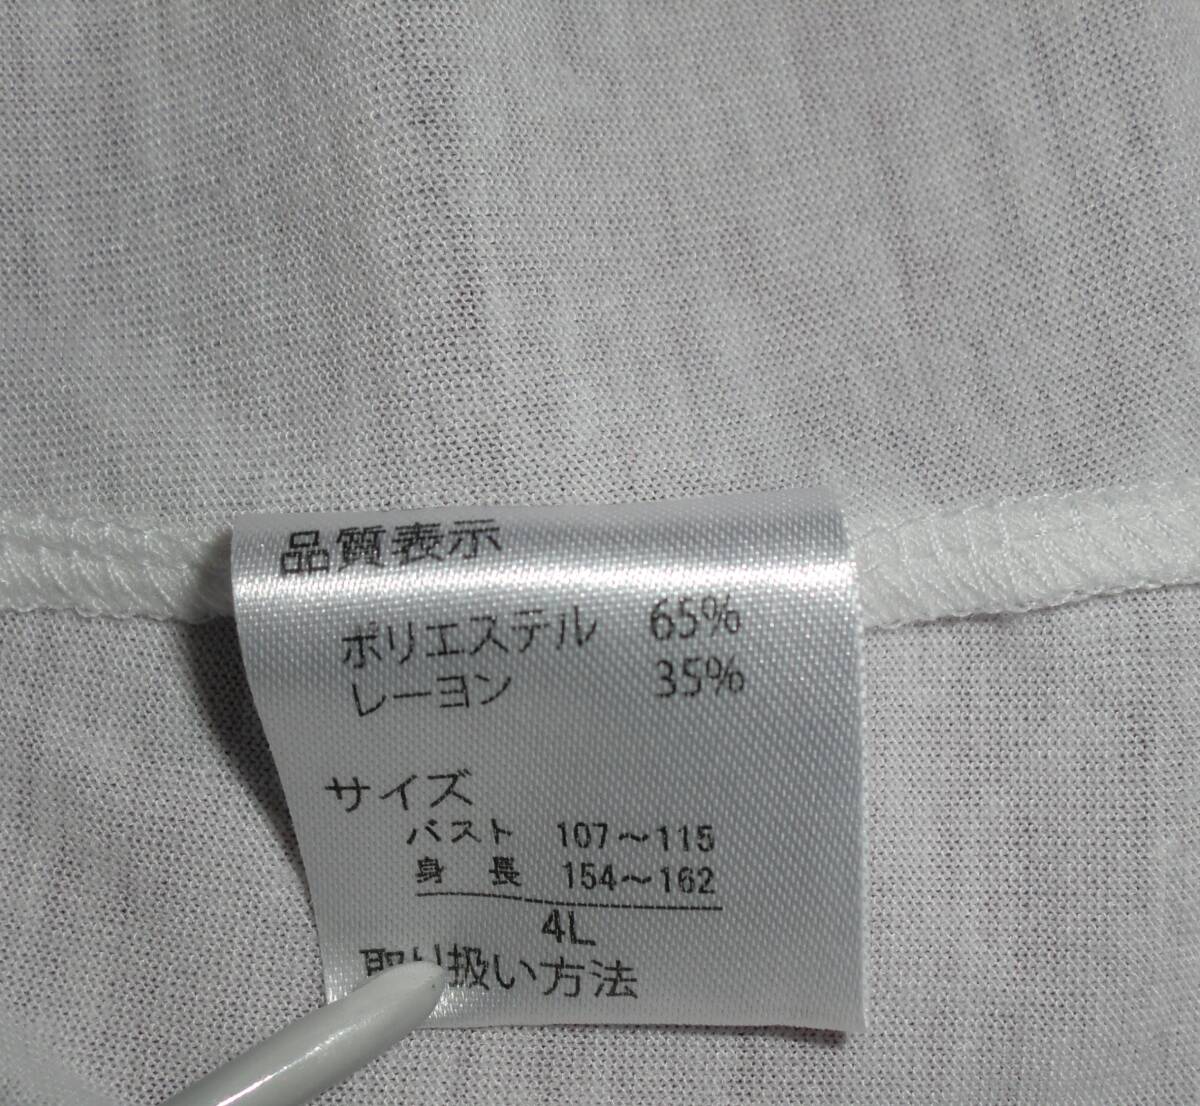 品質表示
ポリエステル 65%
レーヨン 35%
サイズ
バスト 107～115
身長 154～162
4L
取り扱い方法